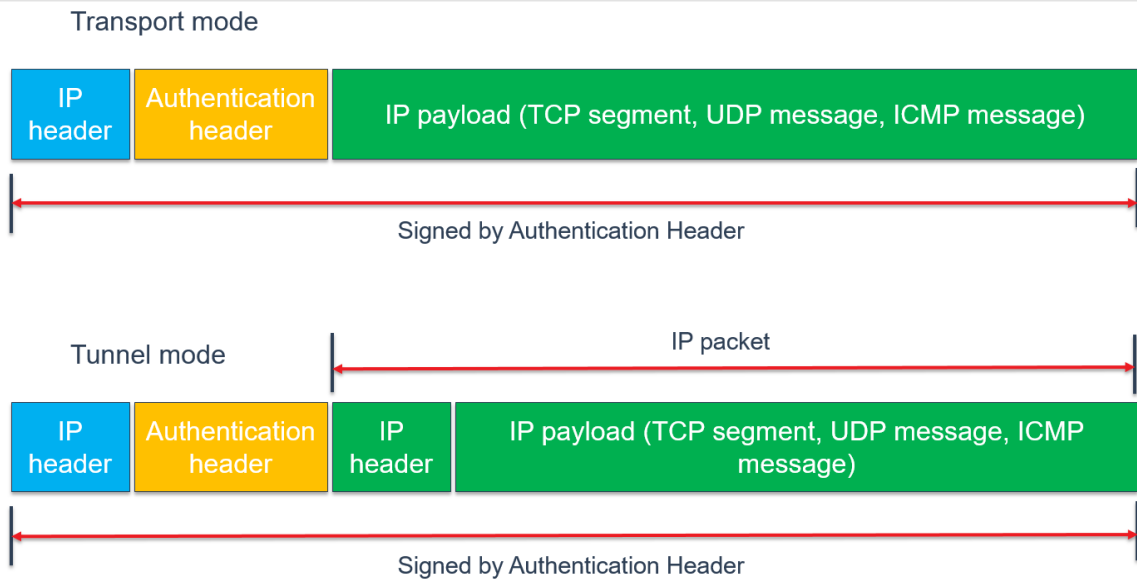 Transport mode
IP
header
Authentication
header
IP payload (TCP segment, UDP message, ICMP message)
Signed by Authentication Header
Tunnel mode
IP packet
IP
header
Authentication
header
IP
header
IP payload (TCP segment, UDP message, ICMP
message)
Signed by Authentication Header